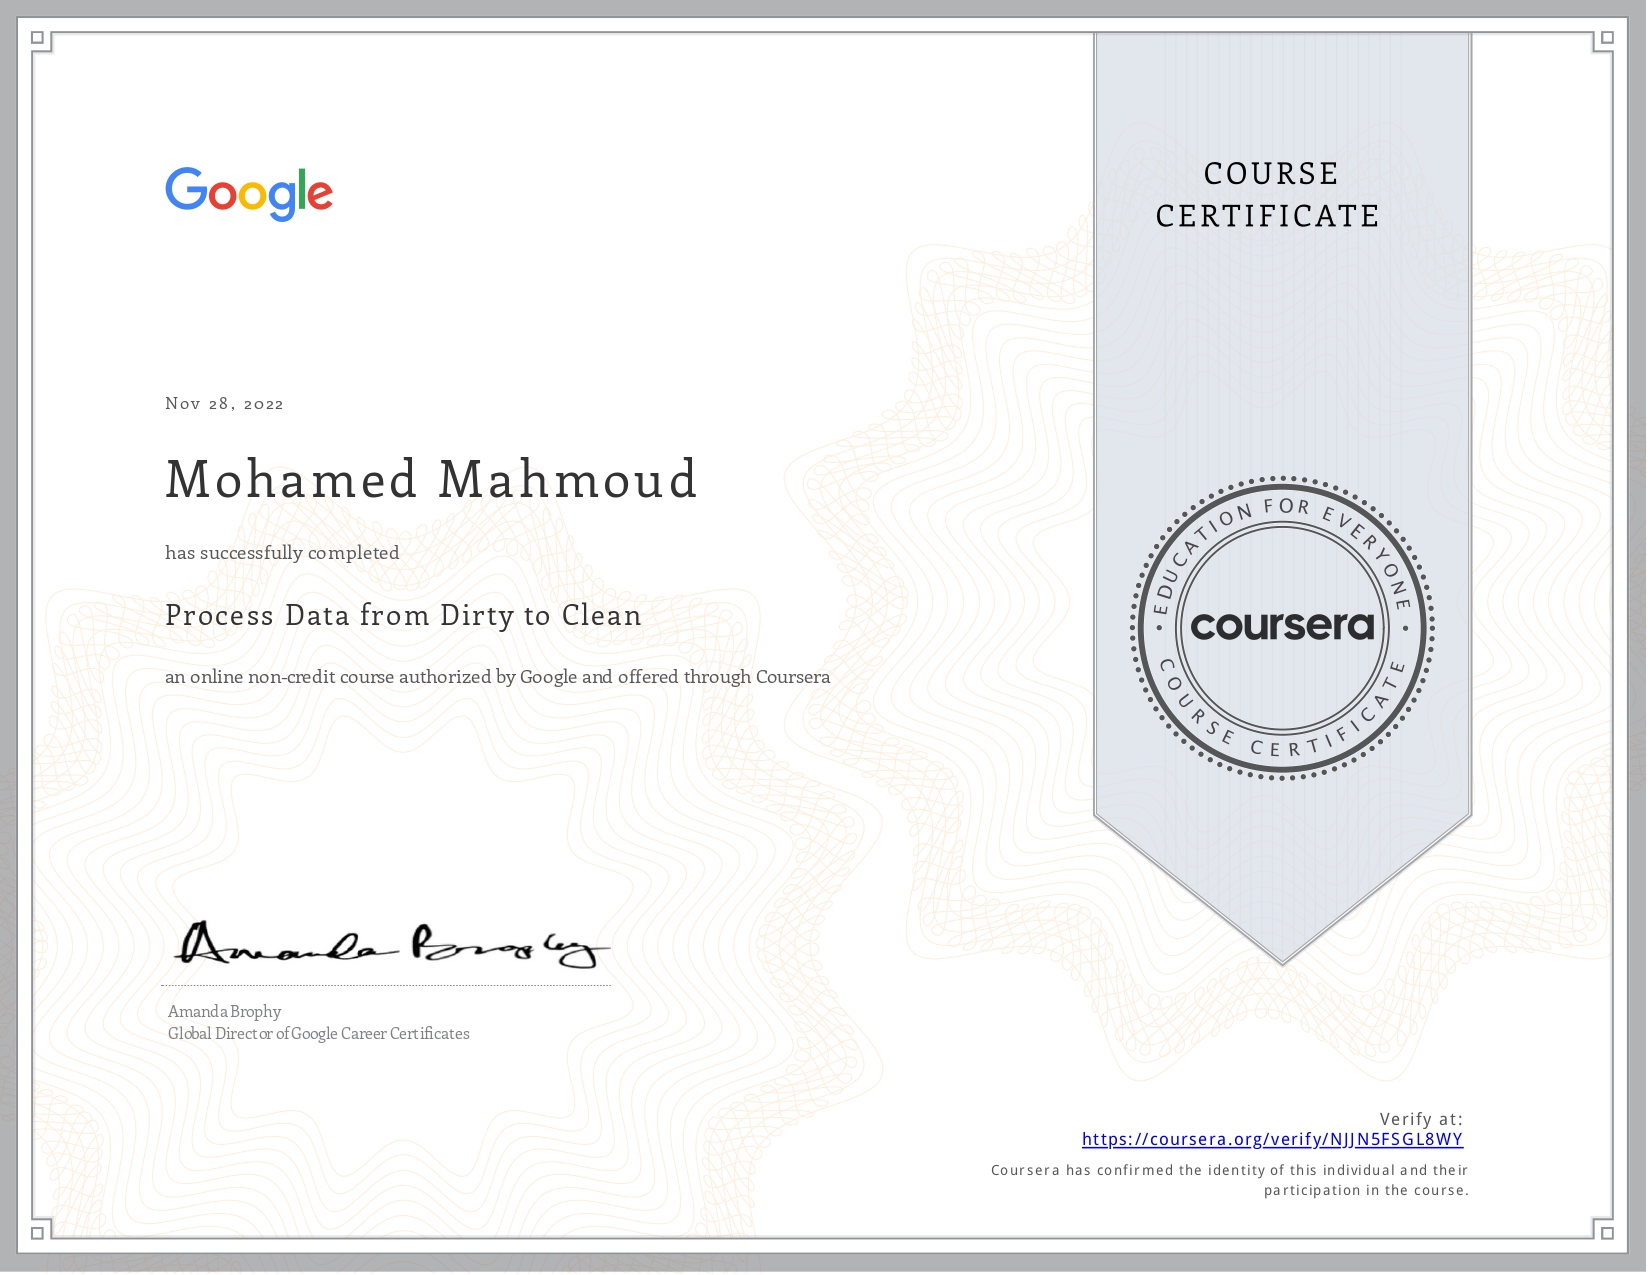 Google
COURSE
CERTIFICATE
Nov 28, 2022
Mohamed Mahmoud
has successfully completed
Process Data from Dirty to Clean
an online non-credit course authorized by Google and offered through Coursera
EDUCATION FOR EVERYONE
coursera
COURSE CERTIFICATE
Amanda Brophy
Amanda Brophy
Global Director of Google Career Certificates
Verify at:
https://coursera.org/verify/NJJN5FSGL8WY
Coursera has confirmed the identity of this individual and their
participation in the course.